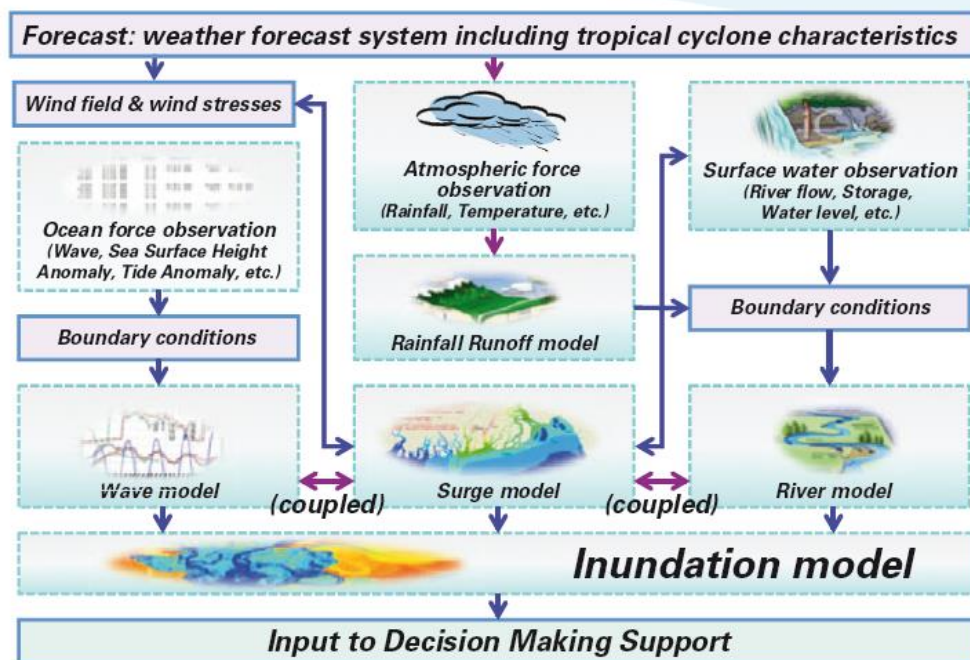 Forecast: weather forecast system including tropical cyclone characteristics
Wind field & wind stresses
Ocean force observation
(Wave, Sea Surface Height
Anomaly, Tide Anomaly, etc.)
Boundary conditions
Wave model
Atmospheric force
observation
(Rainfall, Temperature, etc.)
Rainfall Runoff model
Surge model
Surface water observation
(River flow, Storage,
Water level, etc.)
Boundary conditions
River model
(coupled)
(coupled)
Inundation model
Input to Decision Making Support